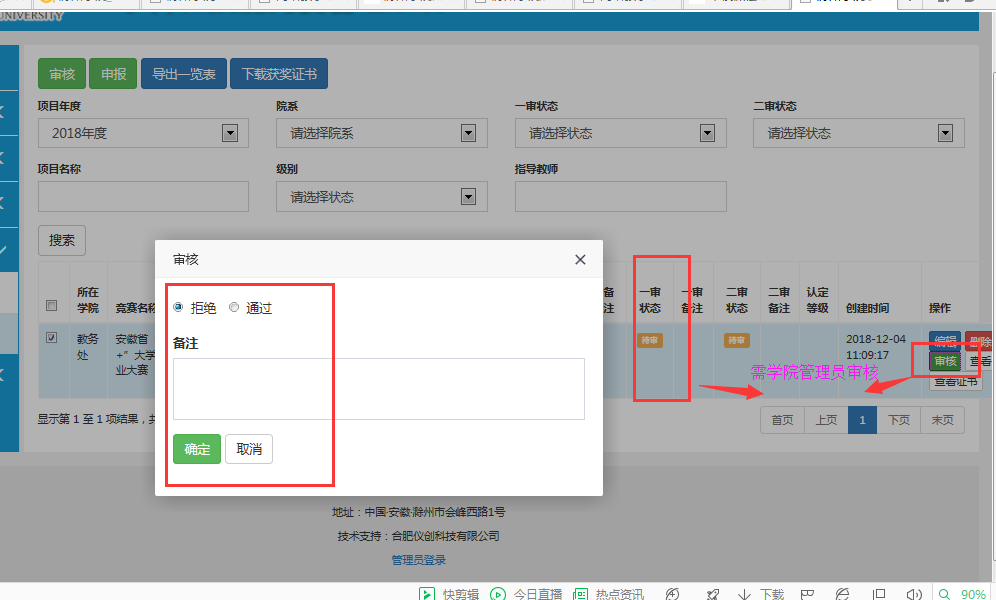 UNIVERSITY
审核 申报 导出一览表 下载获奖证书
项目年度 院系 一审状态 二审状态
2018年度 请选择院系 请选择状态 请选择状态
项目名称 级别 指导教师
请选择状态
搜索
审核
拒绝 通过
备注
确定 取消
所在学院 竞赛名称 备注 一审状态 一审备注 二审状态 二审备注 认定等级 创建时间 操作
教务处 安徽省 待审 待审 2018-12-04 编辑 删除
+”大学 11:09:17 审核 查看
业大赛 查看证书
需学院管理员审核
显示第 1 至 1 项结果，共
首页 上页 1 下页 末页
地址：中国·安徽·滁州市会峰西路1号
技术支持：合肥仪创科技有限公司
管理员登录
快剪辑 今日直播 热点资讯 下载 90%